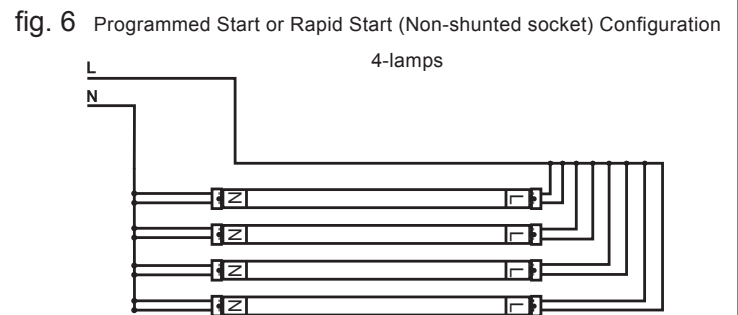 fig. 6 Programmed Start or Rapid Start (Non-shunted socket) Configuration
4-lamps
L
N
N L
N L
N L
N L